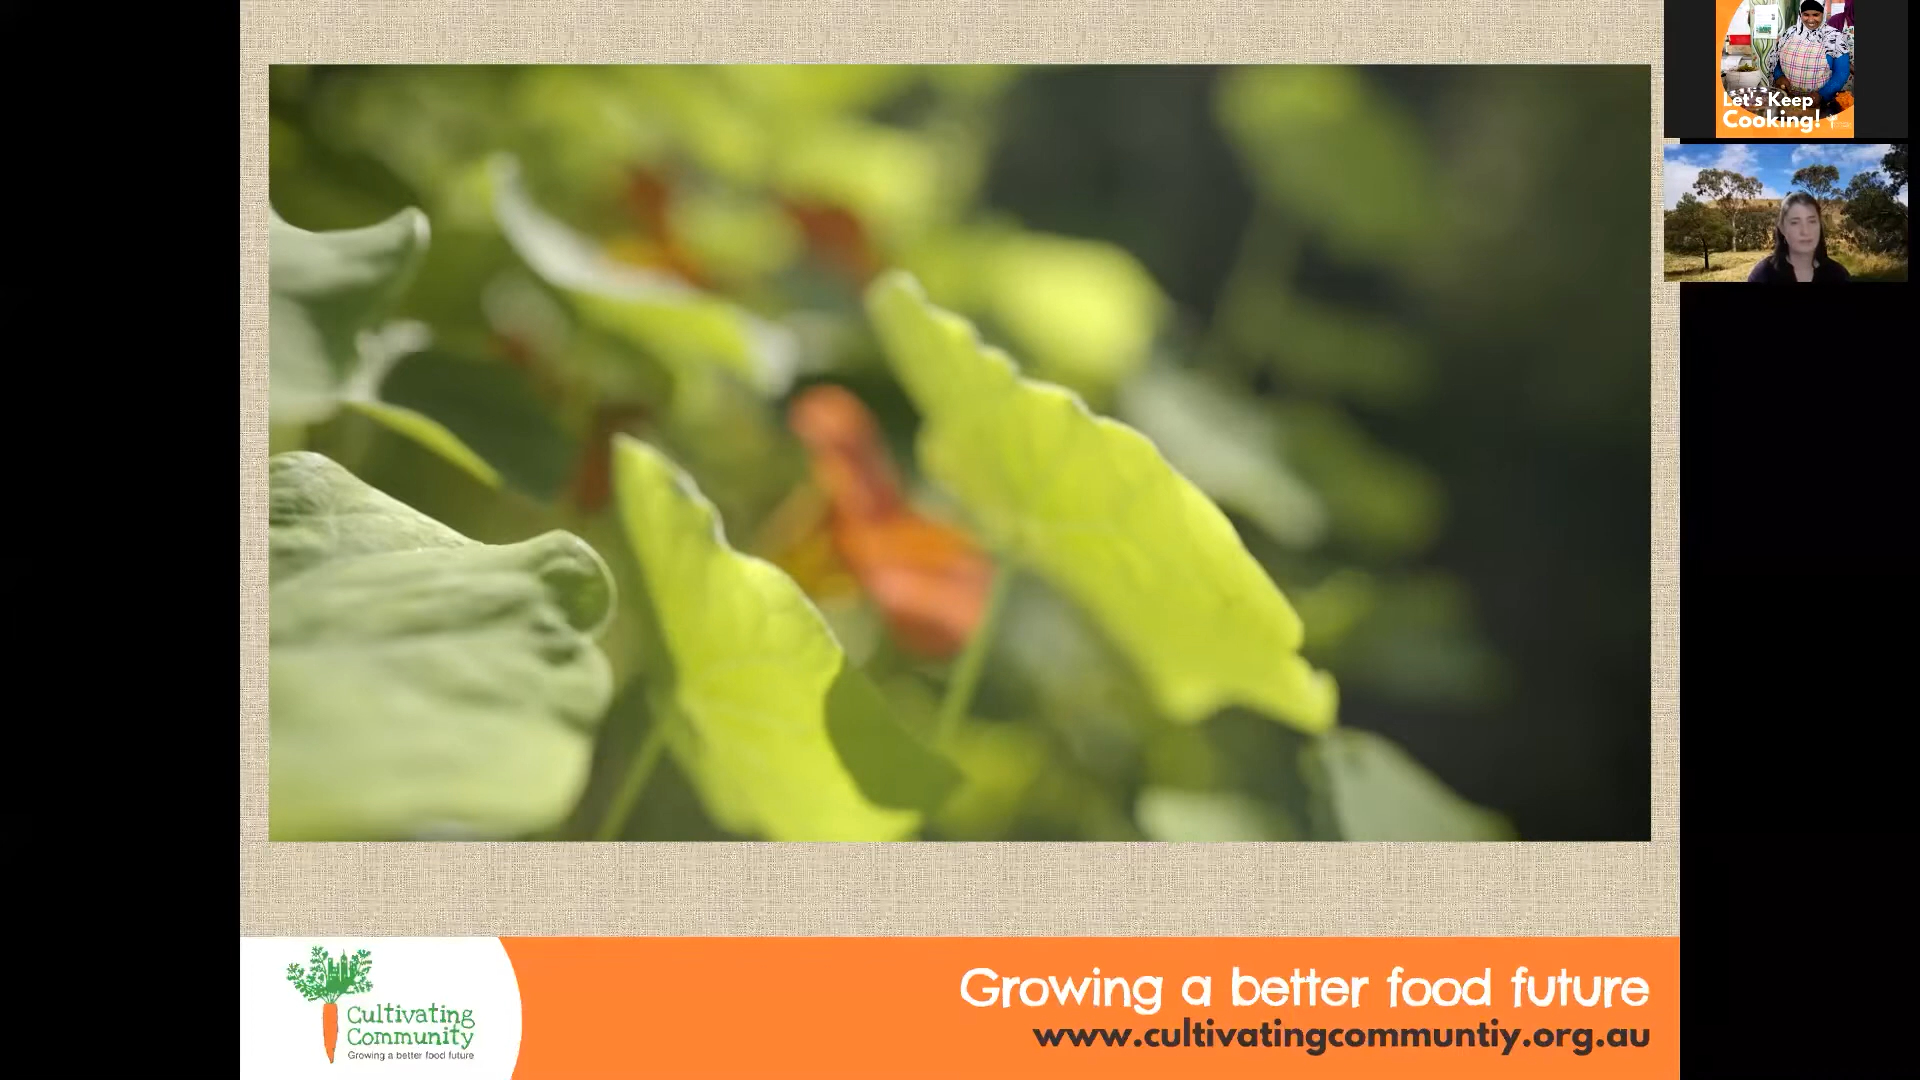 Let's Keep
Cooking!
Cultivating
Community
Growing a better food future
Growing a better food future
www.cultivatingcommuntiy.org.au